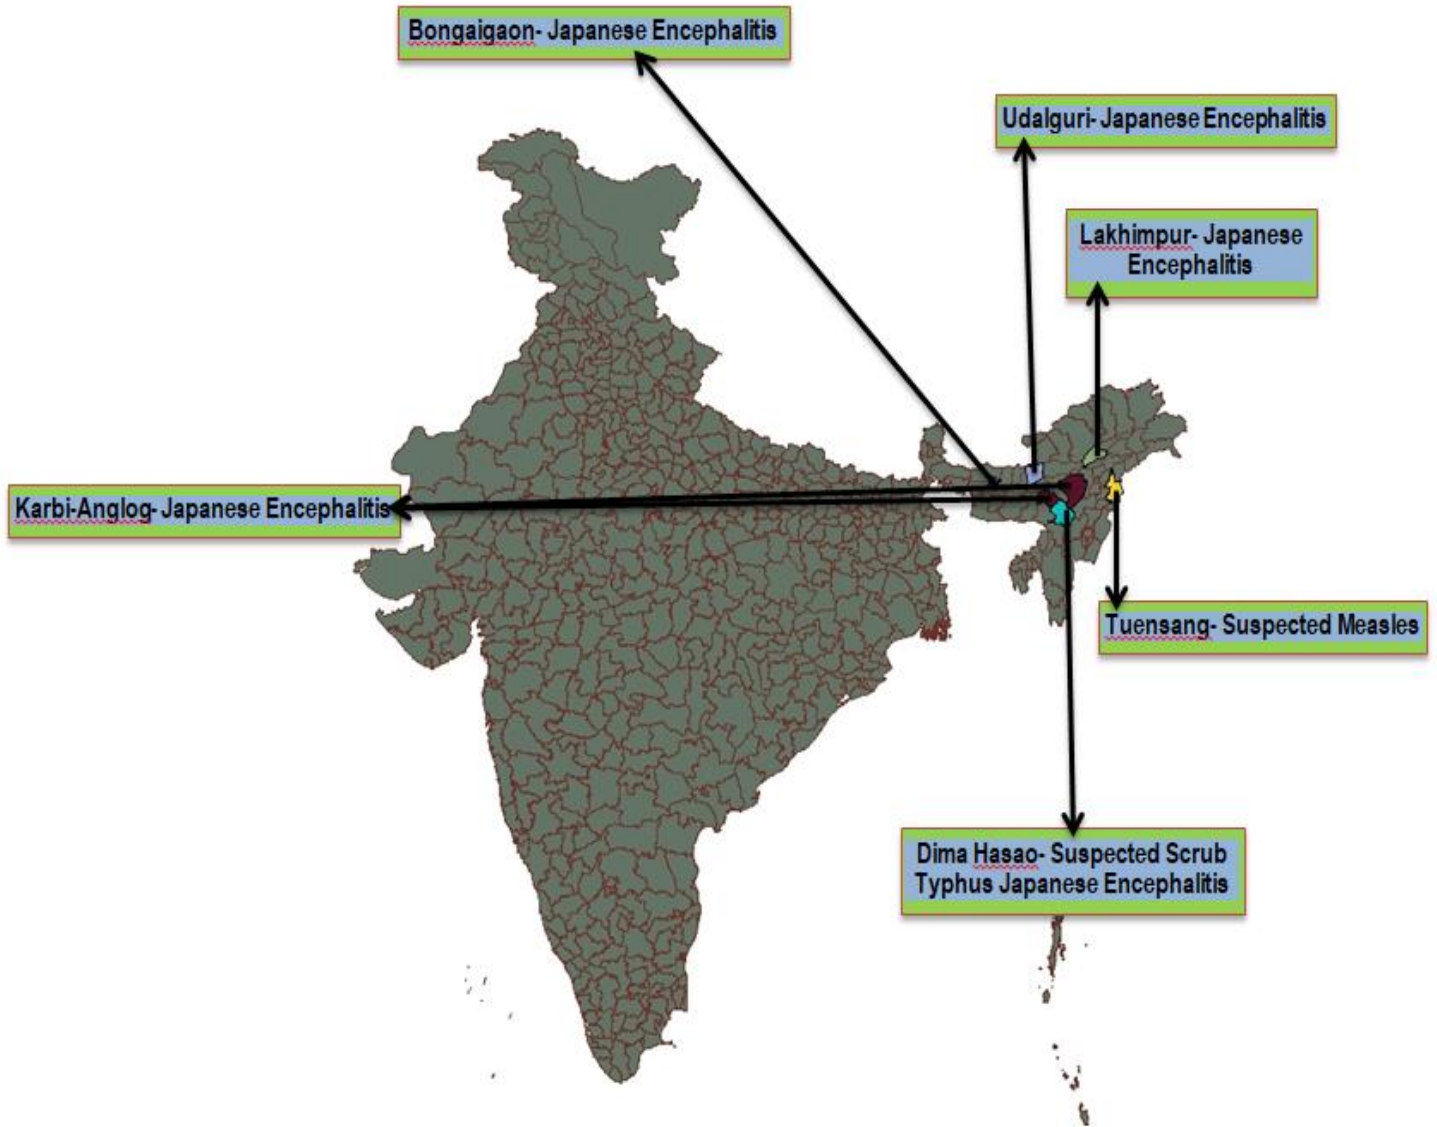 Bongaigaon- Japanese Encephalitis
Udalguri- Japanese Encephalitis
Lakhimpur- Japanese
Encephalitis
Karbi-Anglog- Japanese Encephalitis
Tuensang- Suspected Measles
Dima Hasao- Suspected Scrub
Typhus Japanese Encephalitis